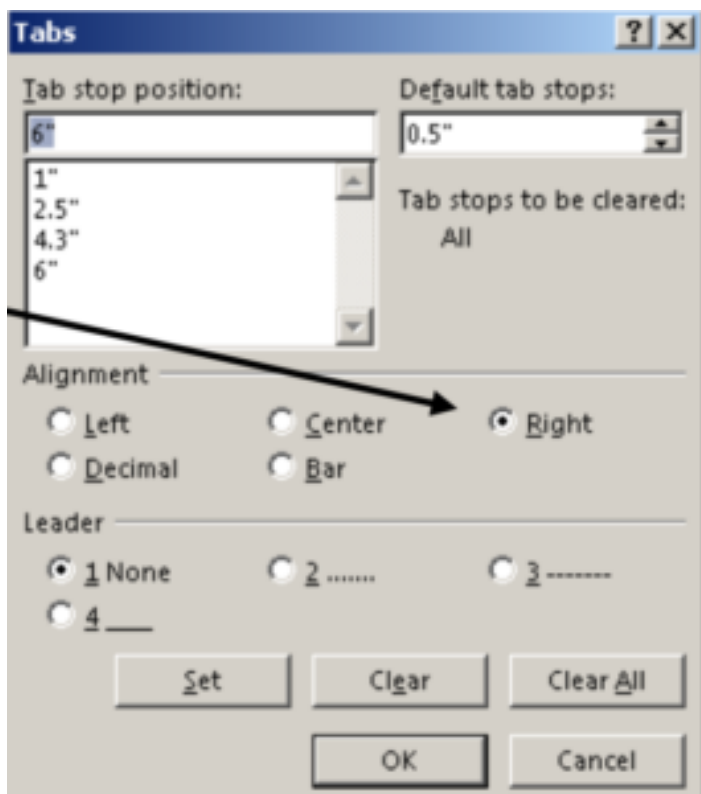 Tabs
Tab stop position:
Default tab stops:
6"
0.5"
1"
2.5"
4.3"
6"
Tab stops to be cleared:
All
Alignment
Left
Center
Right
Decimal
Bar
Leader
1 None
2 .......
3 -------
4 ___
Set
Clear
Clear All
OK
Cancel